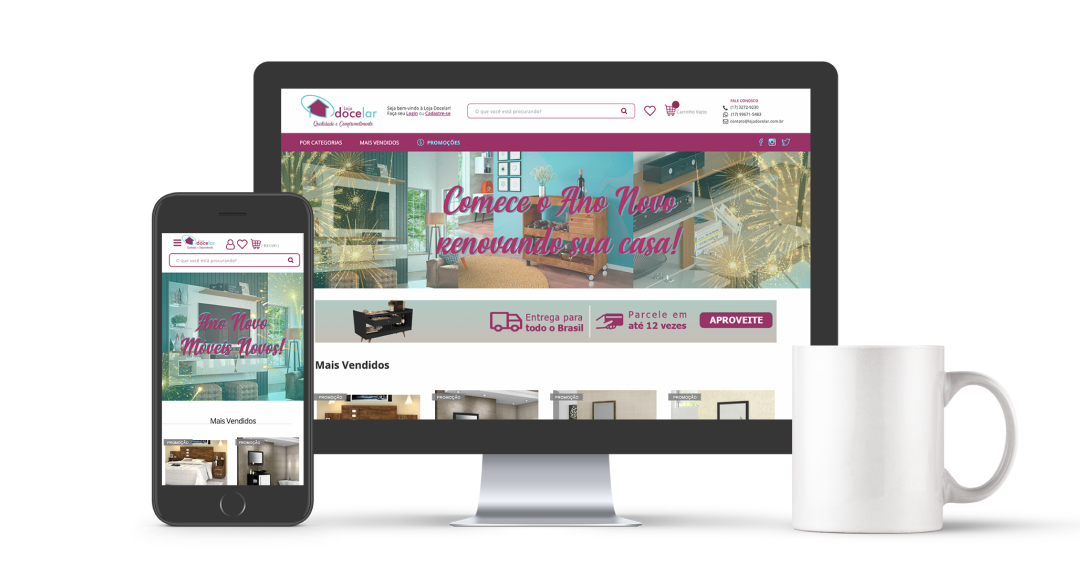 Loja
docelar
Qualidade e Comprometimento
Seja bem-vindo à Loja Docelar!
Faça seu Login ou Cadastre-se
O que você está procurando?
Carrinho Vazio
FALE CONOSCO
(17) 3272-9230
(17) 99671-0483
contato@lojadocelar.com.br
POR CATEGORIAS
MAIS VENDIDOS
PROMOÇÕES
Comece o Ano Novo
renovando sua casa!
Entrega para
todo o Brasil
Parcele em
até 12 vezes
APROVEITE
Mais Vendidos
PROMOÇÃO
PROMOÇÃO
PROMOÇÃO
PROMOÇÃO
docelar
O que você está procurando?
Ano Novo
Moveis Novos!
Mais Vendidos
PROMOÇÃO
PROMOÇÃO